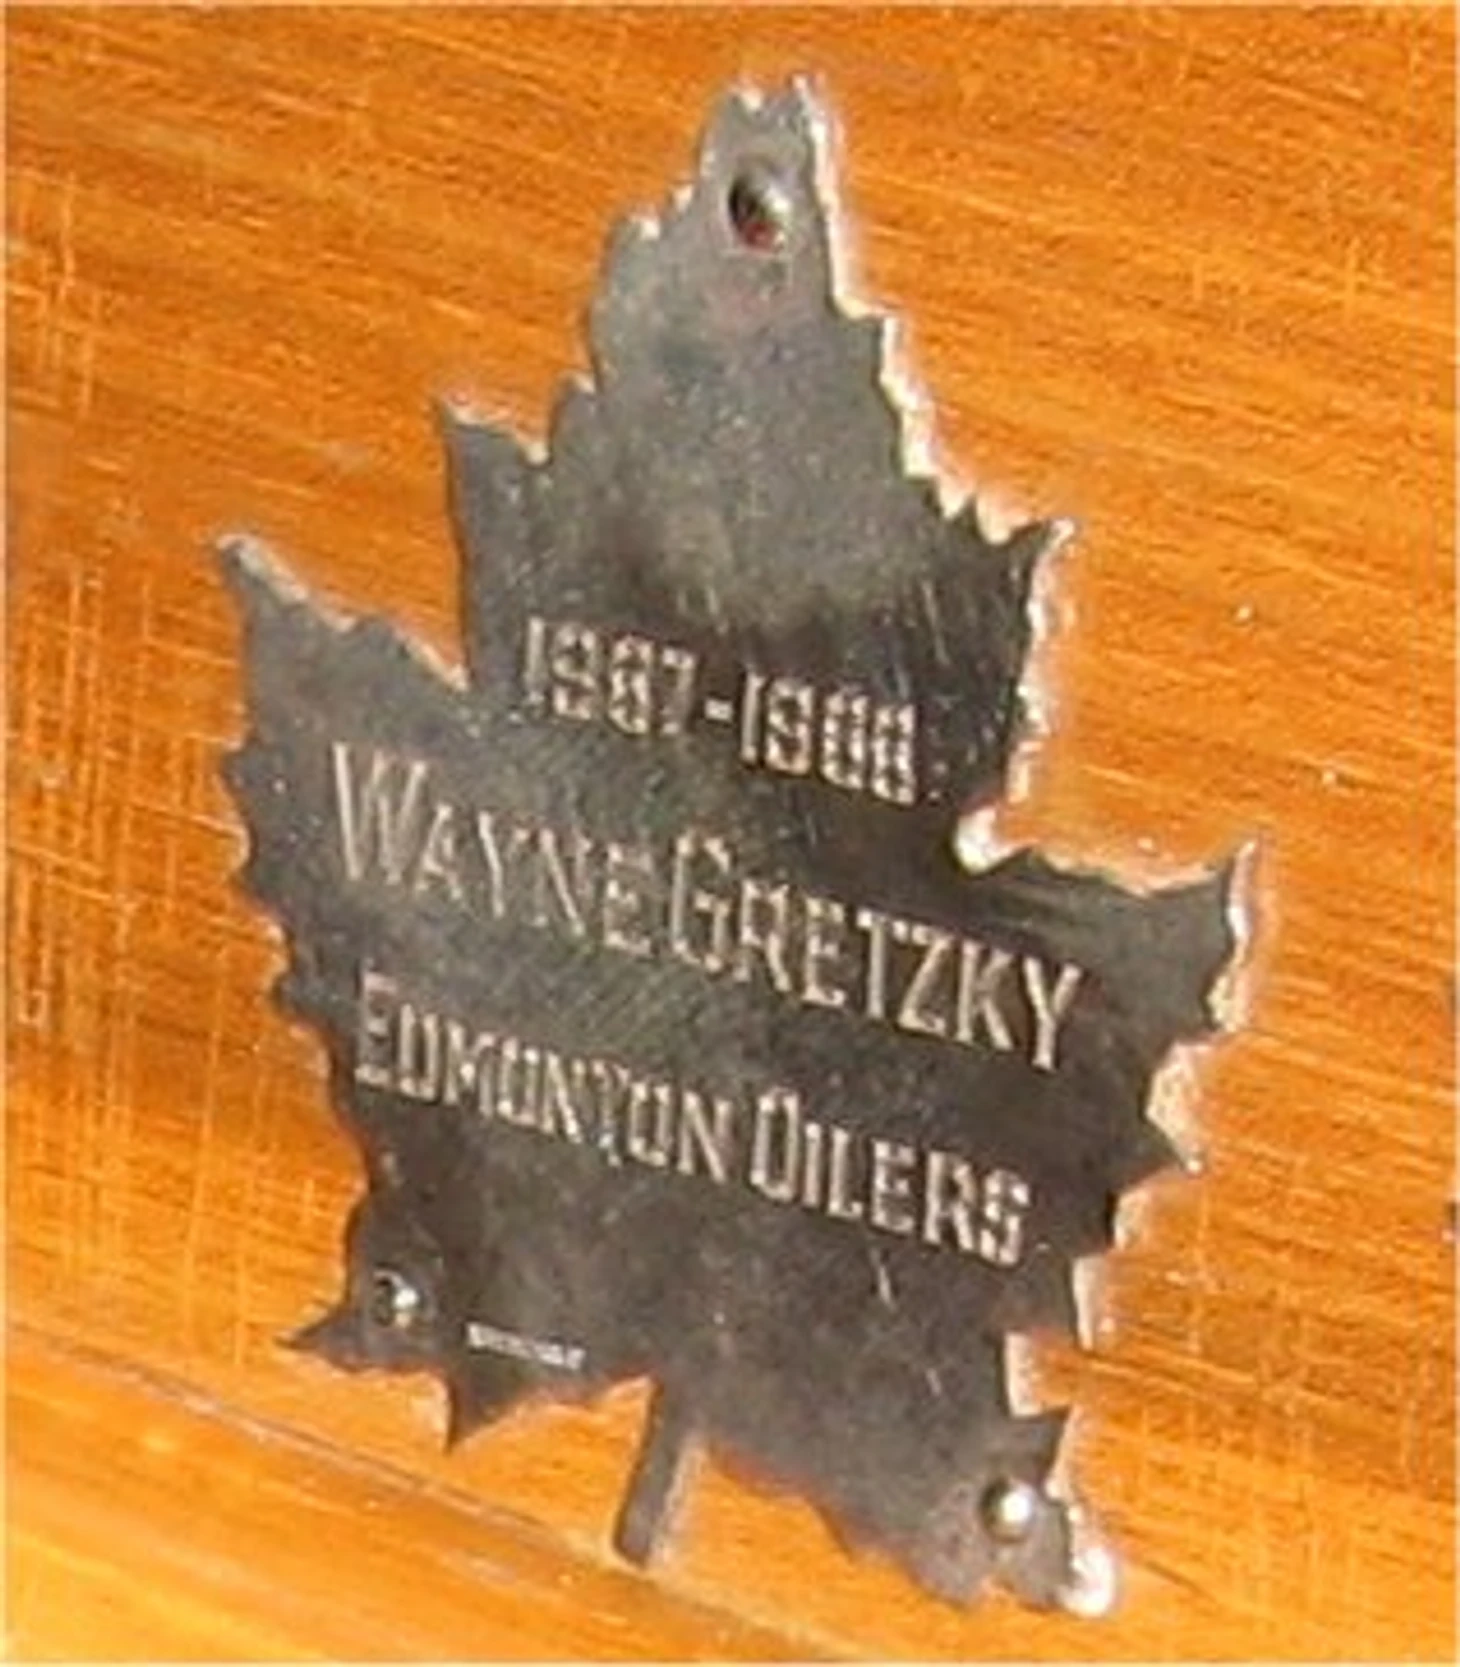 1987-1988
WAYNE GRETZKY
EDMONTON OILERS